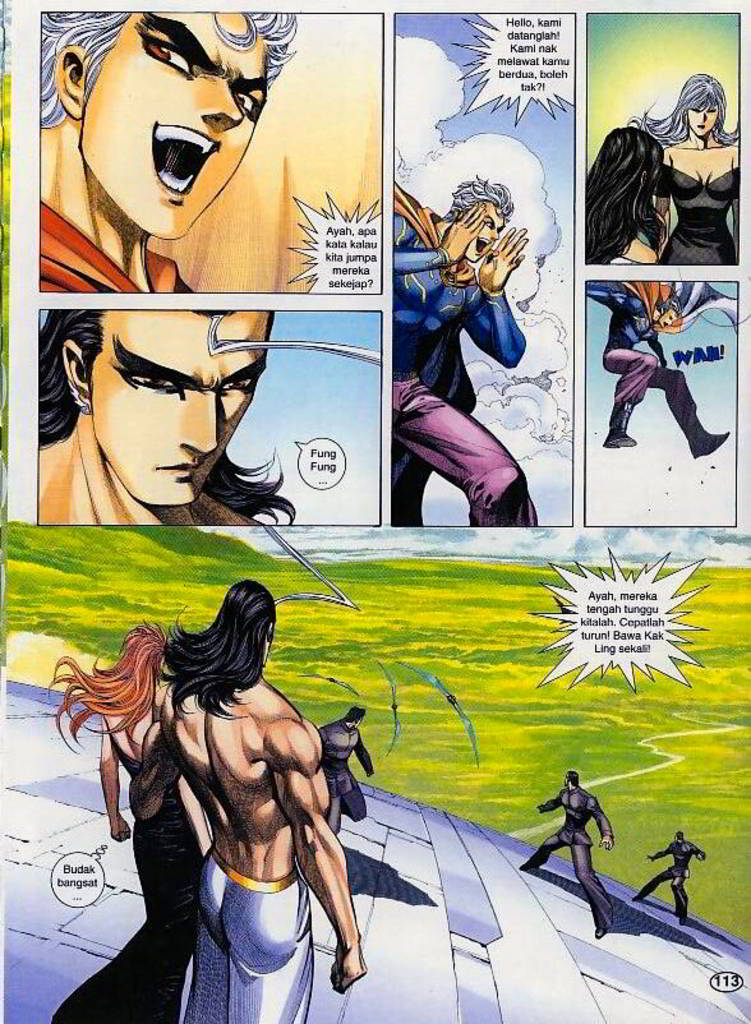 Ayah, apa
kata kalau
kita jumpa
mereka
sekejap?
Hello, kami
datanglah!
Kami nak
melawat kamu
berdua, boleh
tak?!
WAH!
Fung
Fung
...
Ayah, mereka
tengah tunggu
kitalah. Cepatlah
turun! Bawa Kak
Ling sekali!
Budak
bangsat
...
113